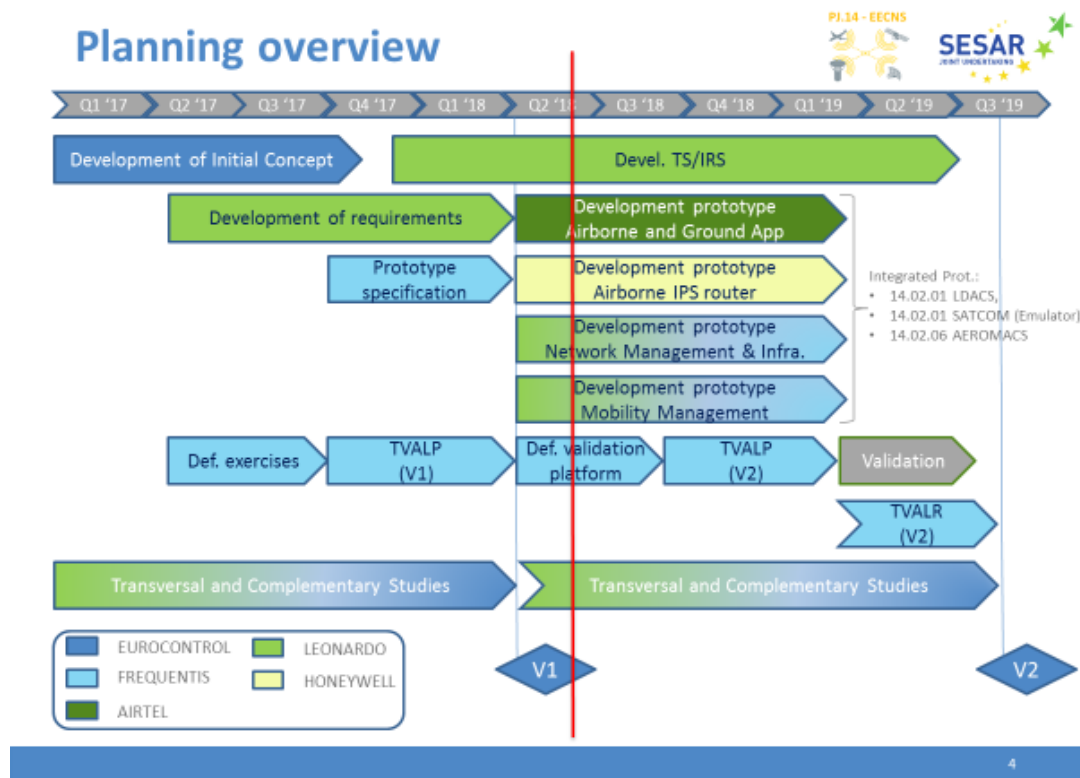 Planning overview
PJ.14 - EECNS
SESAR
JOINT UNDERTAKING
Q1 '17
Q2 '17
Q3 '17
Q4 '17
Q1 '18
Q2 '18
Q3 '18
Q4 '18
Q1 '19
Q2 '19
Q3 '19
Development of Initial Concept
Devel. TS/IRS
Development of requirements
Development prototype
Airborne and Ground App
Prototype
specification
Development prototype
Airborne IPS router
Development prototype
Network Management & Infra.
Development prototype
Mobility Management
Integrated Prot.:
• 14.02.01 LDACS,
• 14.02.01 SATCOM (Emulator)
• 14.02.06 AEROMACS
Def. exercises
TVALP
(V1)
Def. validation
platform
TVALP
(V2)
Validation
TVALR
(V2)
Transversal and Complementary Studies
Transversal and Complementary Studies
EUROCONTROL
LEONARDO
FREQUENTIS
HONEYWELL
AIRTEL
V1
V2
4